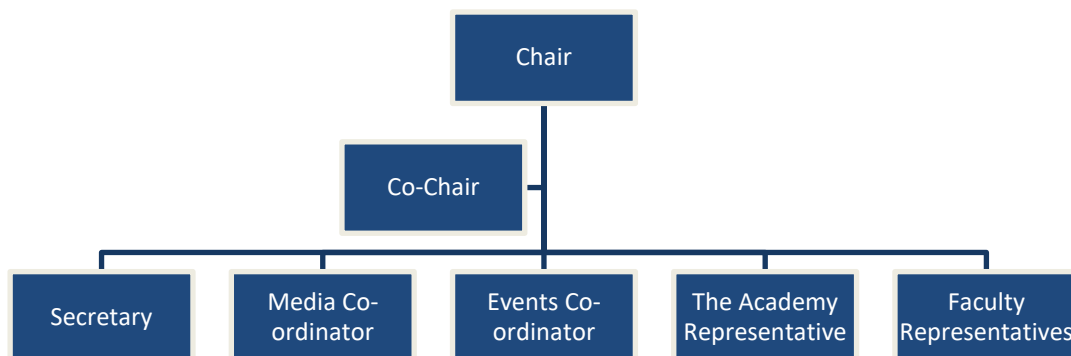 Chair
Co-Chair
Secretary
Media Co-
ordinator
Events Co-
ordinator
The Academy
Representative
Faculty
Representatives